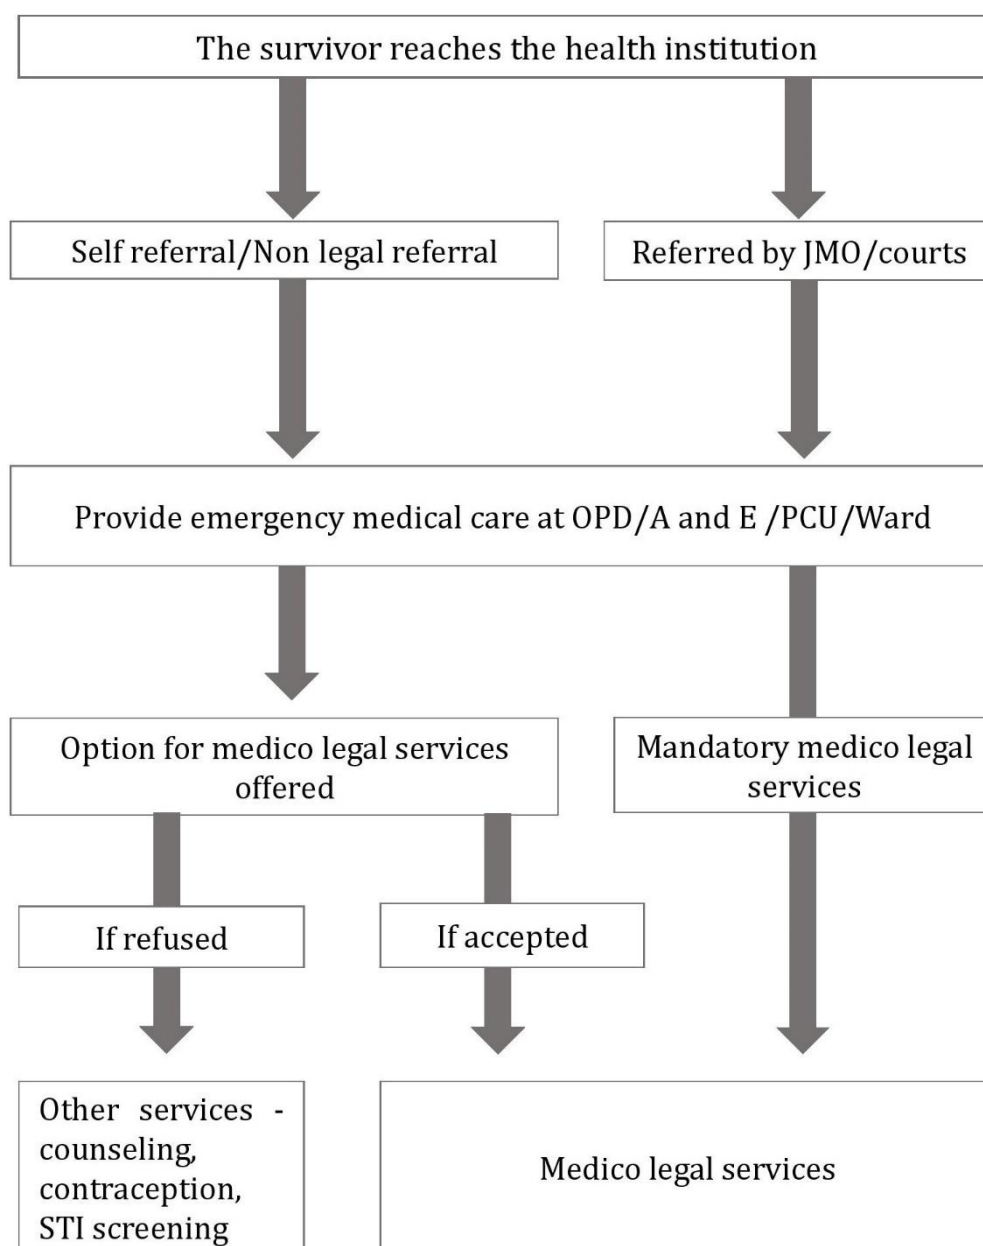 The survivor reaches the health institution
Self referral/Non legal referral
Referred by JMO/courts
Provide emergency medical care at OPD/A and E /PCU/Ward
Option for medico legal services
offered
Mandatory medico legal
services
If refused
If accepted
Other services -
counseling,
contraception,
STI screening
Medico legal services